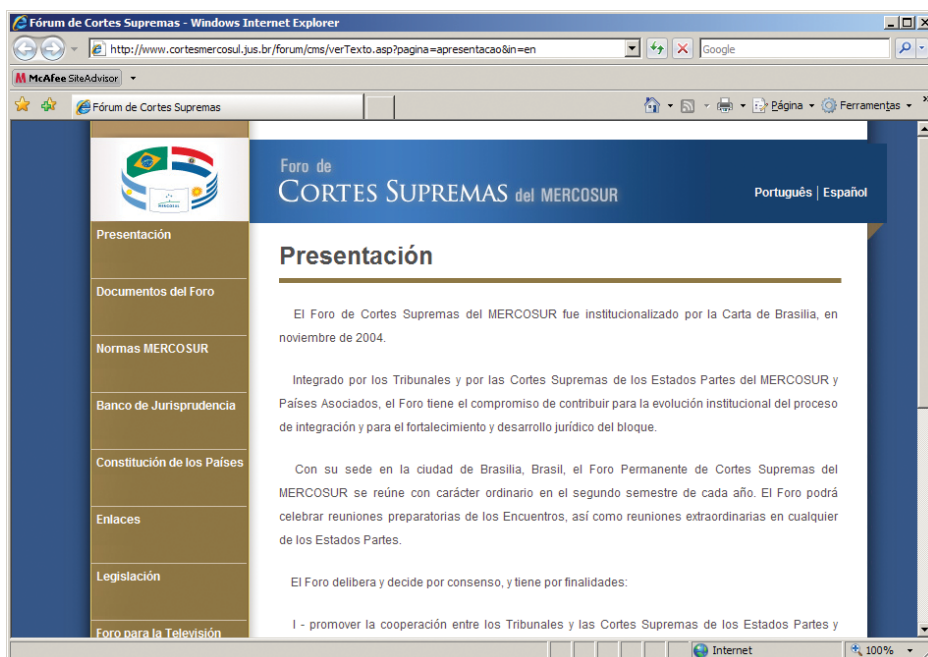 Fórum de Cortes Supremas - Windows Internet Explorer
http://www.cortesmercosul.jus.br/forum/cms/verTexto.asp?pagina=apresentacao&in=en
Google
McAfee SiteAdvisor
Fórum de Cortes Supremas
Página
Ferramentas
Foro de
CORTES SUPREMAS del MERCOSUR
Português | Español
MERCOSUL
Presentación
Documentos del Foro
Normas MERCOSUR
Banco de Jurisprudencia
Constitución de los Países
Enlaces
Legislación
Foro para la Televisión
Presentación
El Foro de Cortes Supremas del MERCOSUR fue institucionalizado por la Carta de Brasilia, en
noviembre de 2004.
Integrado por los Tribunales y por las Cortes Supremas de los Estados Partes del MERCOSUR y
Países Asociados, el Foro tiene el compromiso de contribuir para la evolución institucional del proceso
de integración y para el fortalecimiento y desarrollo jurídico del bloque.
Con su sede en la ciudad de Brasilia, Brasil, el Foro Permanente de Cortes Supremas del
MERCOSUR se reúne con carácter ordinario en el segundo semestre de cada año. El Foro podrá
celebrar reuniones preparatorias de los Encuentros, así como reuniones extraordinarias en cualquier
de los Estados Partes.
El Foro delibera y decide por consenso, y tiene por finalidades:
I - promover la cooperación entre los Tribunales y las Cortes Supremas de los Estados Partes y
Internet
100%